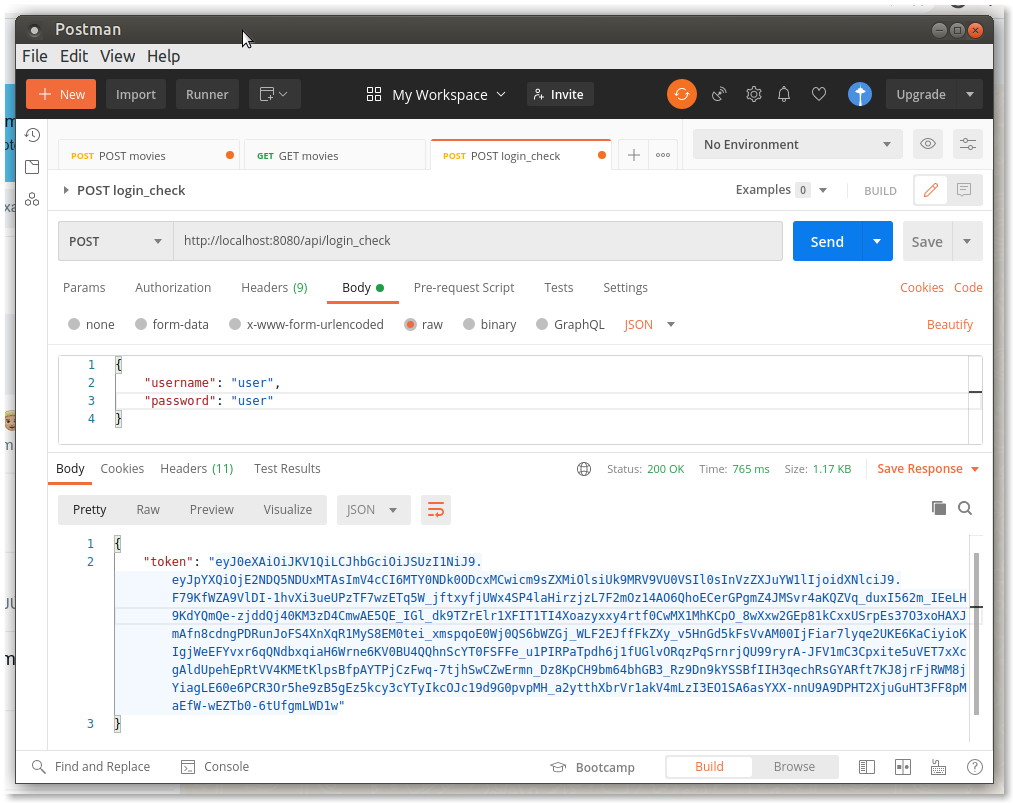 Postman
File Edit View Help
New Import Runner My Workspace Invite Upgrade
POST POST movies GET GET movies POST POST login_check No Environment
POST login_check Examples 0 BUILD
POST http://localhost:8080/api/login_check Send Save
Params Authorization Headers (9) Body Pre-request Script Tests Settings Cookies Code
none form-data x-www-form-urlencoded raw binary GraphQL JSON Beautify
1 {
2 "username": "user",
3 "password": "user"
4 }
Body Cookies Headers (11) Test Results Status: 200 OK Time: 765 ms Size: 1.17 KB Save Response
Pretty Raw Preview Visualize JSON
1 {
2 "token": "eyJ0eXAiOiJKV1QiLCJhbGciOiJSUzI1NiJ9.
eyJpYXQiOjE2NDQ5NDUxMTAsImV4cCI6MTY0NDk0ODcxMCwicm9sZXMiOlsiUk9MRV9VU0VSIl0sInVzZXJuYW1lIjoidXNlciJ9.
F79KfWZA9VlDI-1hvXi3ueUPzTF7wzETq5W_jftxyfjUWx4SP4laHirzjzL7F2mOz14AO6QhoECerGPgmZ4JMSvr4aKQZVq_duxI562m_IEeLH
9KdYQmQe-zjddQj40KM3zD4CmwAE5QE_IGl_dk9TZrElr1XFIT1TI4Xoazyxxy4rtf0CwMX1MhKCpO_8wXxw2GEp81kCxxUSrpEs37O3xoHAXJ
mAfn8cdngPDRunJoFS4XnXqR1MyS8EM0tei_xmspqoE0Wj0QS6bWZGj_WLF2EJffFkZXy_v5HnGd5kFsVvAM00IjFiar7lyqe2UKE6KaCiyioK
IgjWeEFYvxr6qQNdbxqiaH6Wrne6KV0BU4QQhnScYT0FSFFe_u1PIRPaTpdh6j1fUGlvORqzPqSrnrjQU99ryrA-JFV1mC3Cpxite5uVET7xXc
gAldUpehEpRtVV4KMEtKlpsBfpAYTPjCzFwq-7tjhSwCZwErmn_Dz8KpCH9bm64bhGB3_Rz9Dn9kYSSBfIIH3qechRsGYARft7KJ8jrFjRWM8j
YiagLE60e6PCR3Or5he9zB5gEz5kcy3cYTyIkcOJc19d9G0pvpMH_a2ytthXbrVr1akV4mLzI3EO1SA6asYXX-nnU9A9DPHT2XjuGuHT3FF8pM
aEfW-wEZTb0-6tUfgmLWD1w"
3 }
Find and Replace Console Bootcamp Build Browse